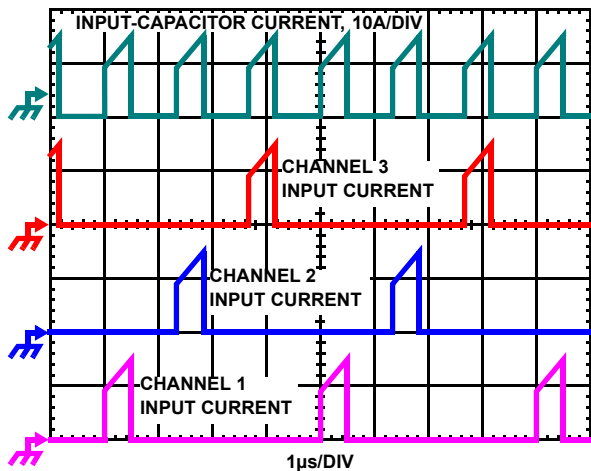 INPUT-CAPACITOR CURRENT, 10A/DIV
CHANNEL 3
INPUT CURRENT
CHANNEL 2
INPUT CURRENT
CHANNEL 1
INPUT CURRENT
1µs/DIV